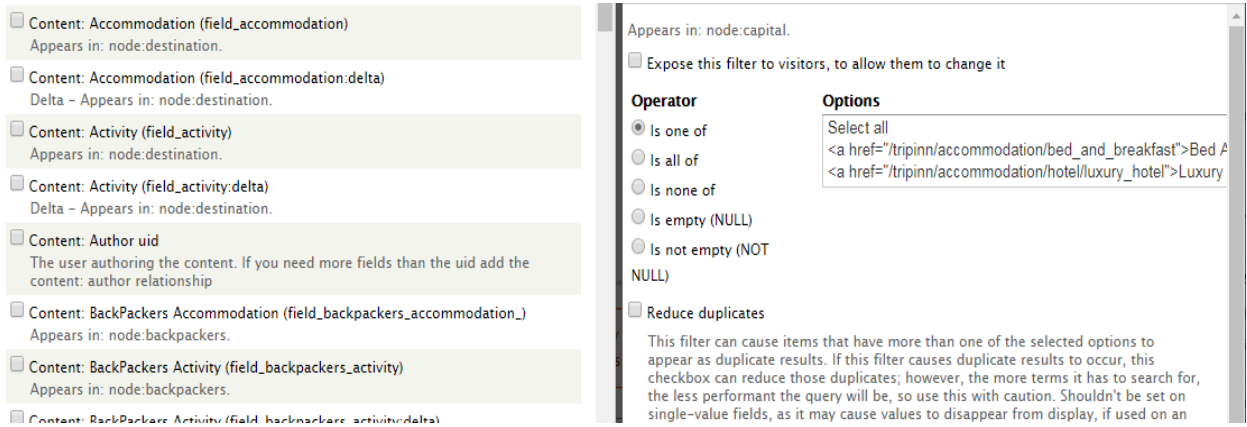 Content: Accommodation (field_accommodation)
Appears in: node:destination.
Content: Accommodation (field_accommodation:delta)
Delta – Appears in: node:destination.
Content: Activity (field_activity)
Appears in: node:destination.
Content: Activity (field_activity:delta)
Delta – Appears in: node:destination.
Content: Author uid
The user authoring the content. If you need more fields than the uid add the
content: author relationship
Content: BackPackers Accommodation (field_backpackers_accommodation_)
Appears in: node:backpackers.
Content: BackPackers Activity (field_backpackers_activity)
Appears in: node:backpackers.
Content: BackPackers Activity (field_backpackers_activity:delta)
Appears in: node:capital.
Expose this filter to visitors, to allow them to change it
Operator
Is one of
Is all of
Is none of
Is empty (NULL)
Is not empty (NOT
NULL)
Options
Select all
<a href="/tripinn/accommodation/bed_and_breakfast">Bed A
<a href="/tripinn/accommodation/hotel/luxury_hotel">Luxury
Reduce duplicates
This filter can cause items that have more than one of the selected options to
appear as duplicate results. If this filter causes duplicate results to occur, this
checkbox can reduce those duplicates; however, the more terms it has to search for,
the less performant the query will be, so use this with caution. Shouldn't be set on
single-value fields, as it may cause values to disappear from display, if used on an